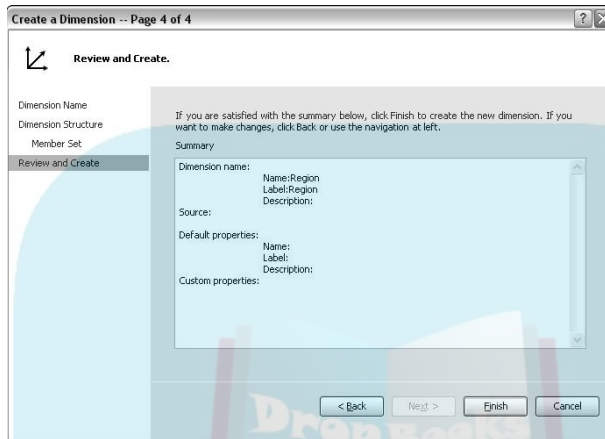 Create a Dimension -- Page 4 of 4
Review and Create.
Dimension Name
Dimension Structure
Member Set
Review and Create
If you are satisfied with the summary below, click Finish to create the new dimension. If you
want to make changes, click Back or use the navigation at left.
Summary
Dimension name:
Name:Region
Label:Region
Description:
Source:
Default properties:
Name:
Label:
Description:
Custom properties:
< Back
Next >
Finish
Cancel
DropBooks